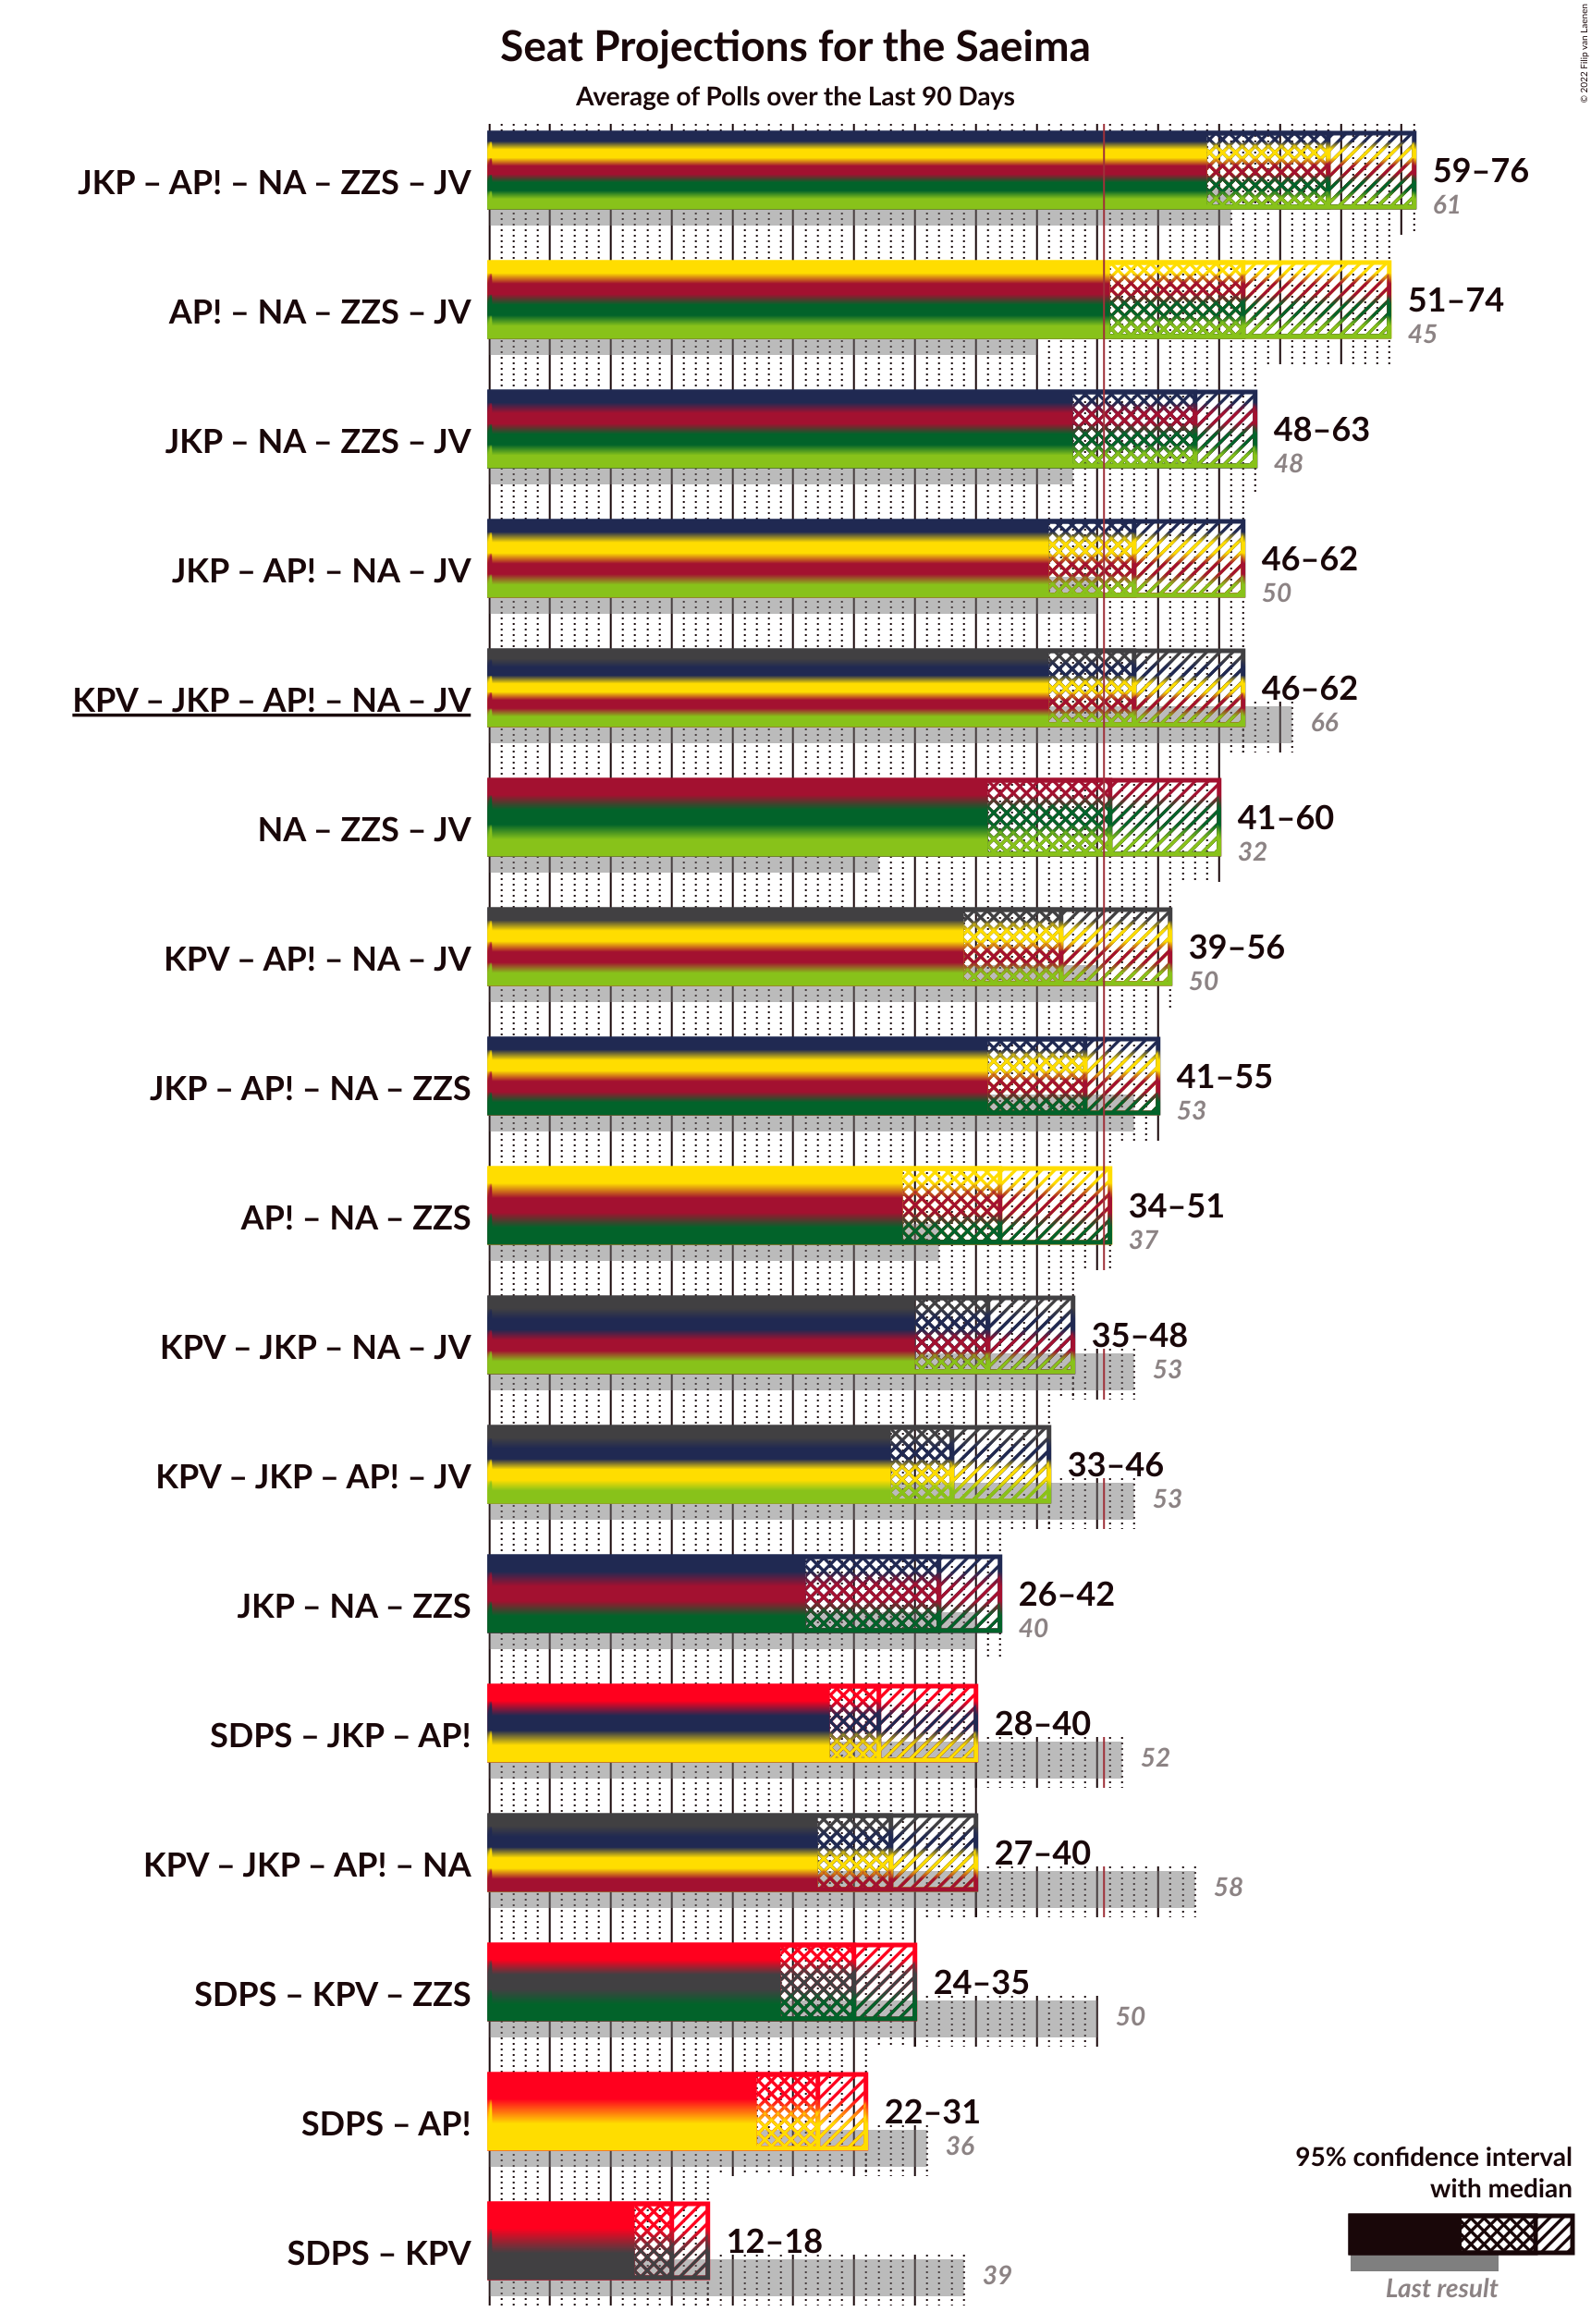 Seat Projections for the Saeima
Average of Polls over the Last 90 Days
© 2022 Filip van Laenen
JKP – AP! – NA – ZZS – JV
59–76
61
AP! – NA – ZZS – JV
51–74
45
JKP – NA – ZZS – JV
48–63
48
JKP – AP! – NA – JV
46–62
50
KPV – JKP – AP! – NA – JV
46–62
66
NA – ZZS – JV
41–60
32
KPV – AP! – NA – JV
39–56
50
JKP – AP! – NA – ZZS
41–55
53
AP! – NA – ZZS
34–51
37
KPV – JKP – NA – JV
35–48
53
KPV – JKP – AP! – JV
33–46
53
JKP – NA – ZZS
26–42
40
SDPS – JKP – AP!
28–40
52
KPV – JKP – AP! – NA
27–40
58
SDPS – KPV – ZZS
24–35
50
SDPS – AP!
22–31
36
SDPS – KPV
12–18
39
95% confidence interval
with median
Last result